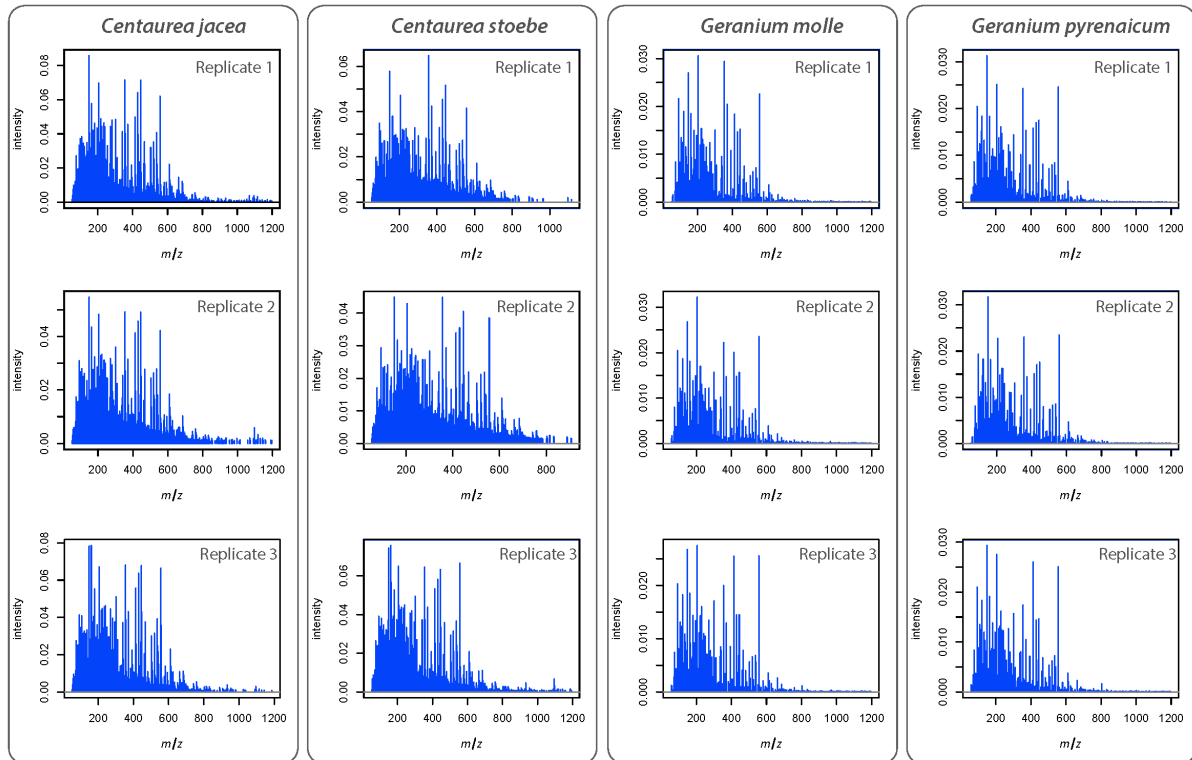 Centaurea jacea
Replicate 1
intensity
0.00 0.02 0.04 0.06 0.08
200 400 600 800 1000 1200
m/z
Replicate 2
intensity
0.00 0.02 0.04
200 400 600 800 1000 1200
m/z
Replicate 3
intensity
0.00 0.02 0.04 0.06 0.08
200 400 600 800 1000 1200
m/z
Centaurea stoebe
Replicate 1
intensity
0.00 0.02 0.04 0.06
200 400 600 800 1000
m/z
Replicate 2
intensity
0.00 0.01 0.02 0.03 0.04
200 400 600 800
m/z
Replicate 3
intensity
0.00 0.02 0.04 0.06
200 400 600 800 1000 1200
m/z
Geranium molle
Replicate 1
intensity
0.000 0.010 0.020 0.030
200 400 600 800 1000 1200
m/z
Replicate 2
intensity
0.000 0.010 0.020 0.030
200 400 600 800 1000 1200
m/z
Replicate 3
intensity
0.000 0.010 0.020
200 400 600 800 1000 1200
m/z
Geranium pyrenaicum
Replicate 1
intensity
0.000 0.010 0.020 0.030
200 400 600 800 1000 1200
m/z
Replicate 2
intensity
0.000 0.010 0.020 0.030
200 400 600 800 1000 1200
m/z
Replicate 3
intensity
0.000 0.010 0.020 0.030
200 400 600 800 1000 1200
m/z